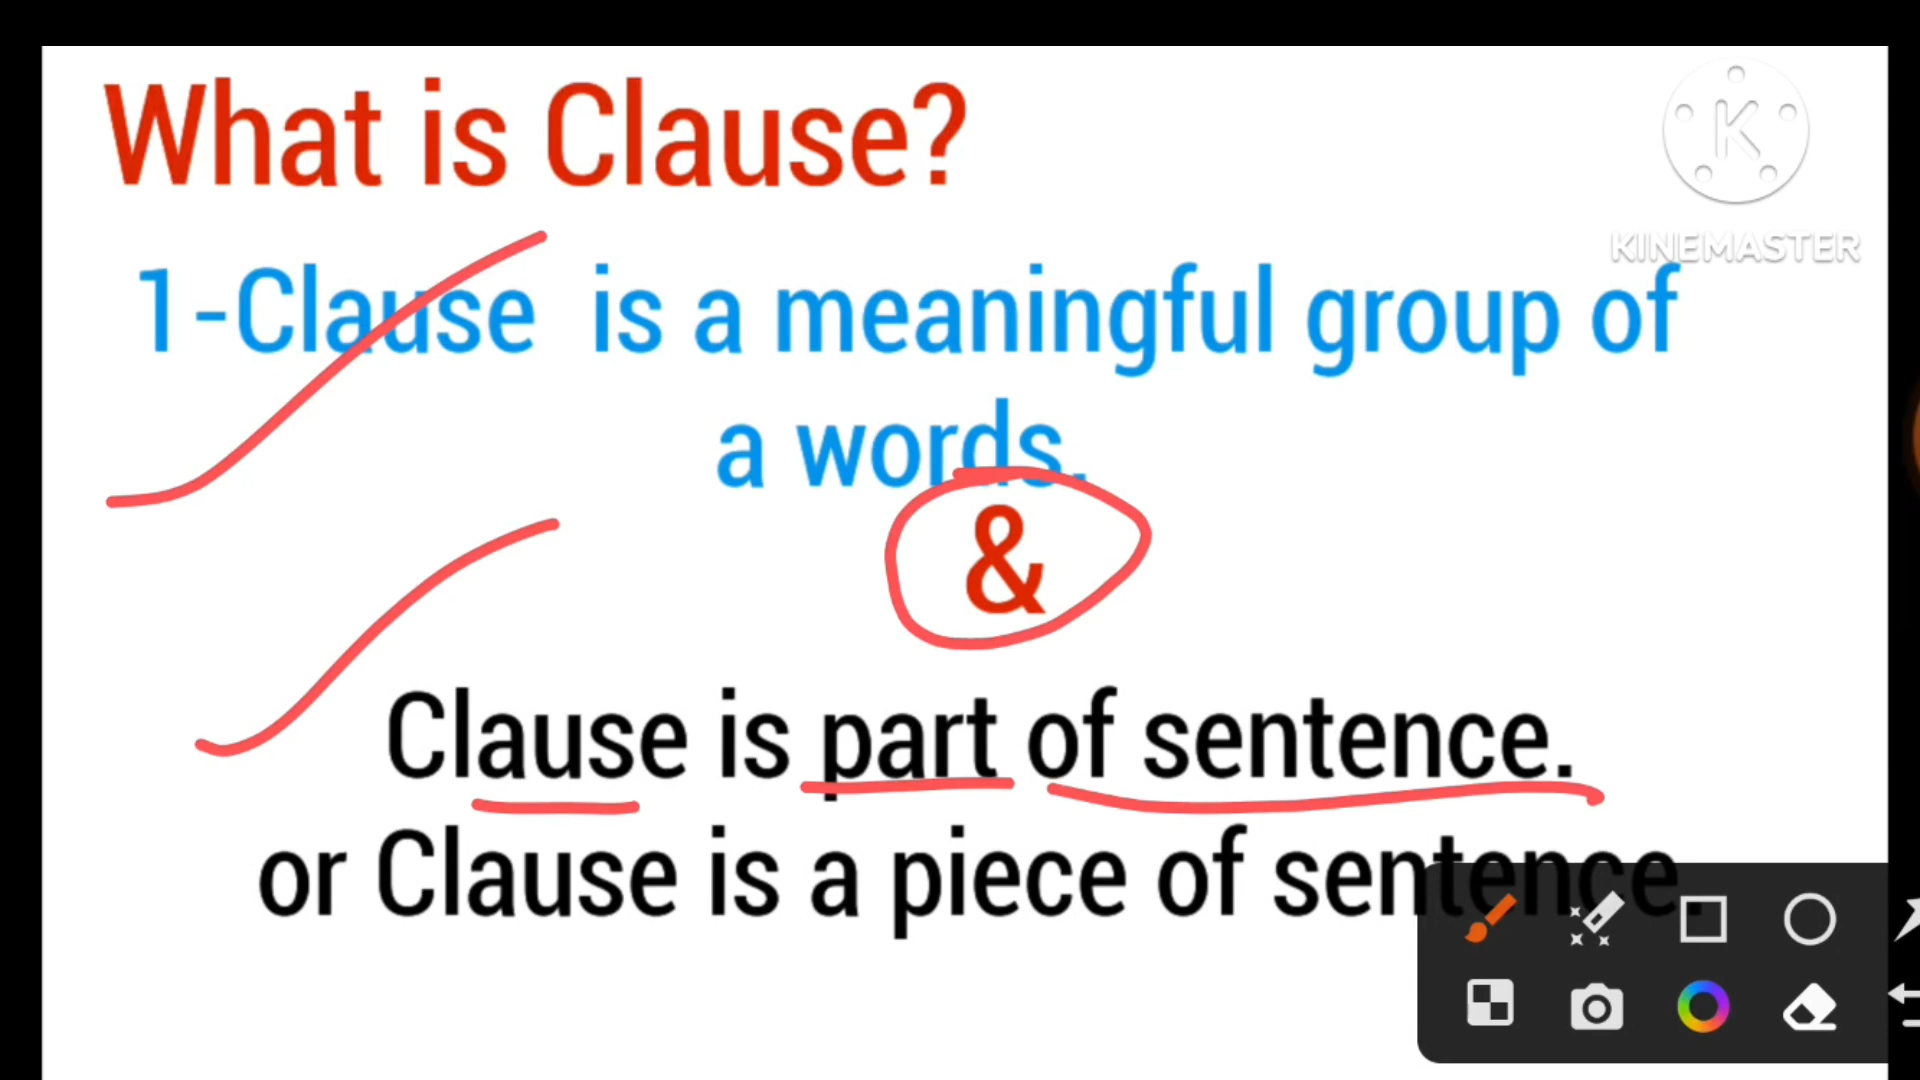 What is Clause?
K
KINEMASTER
1-Clause is a meaningful group of
a words.
&
Clause is part of sentence.
or Clause is a piece of sentence.